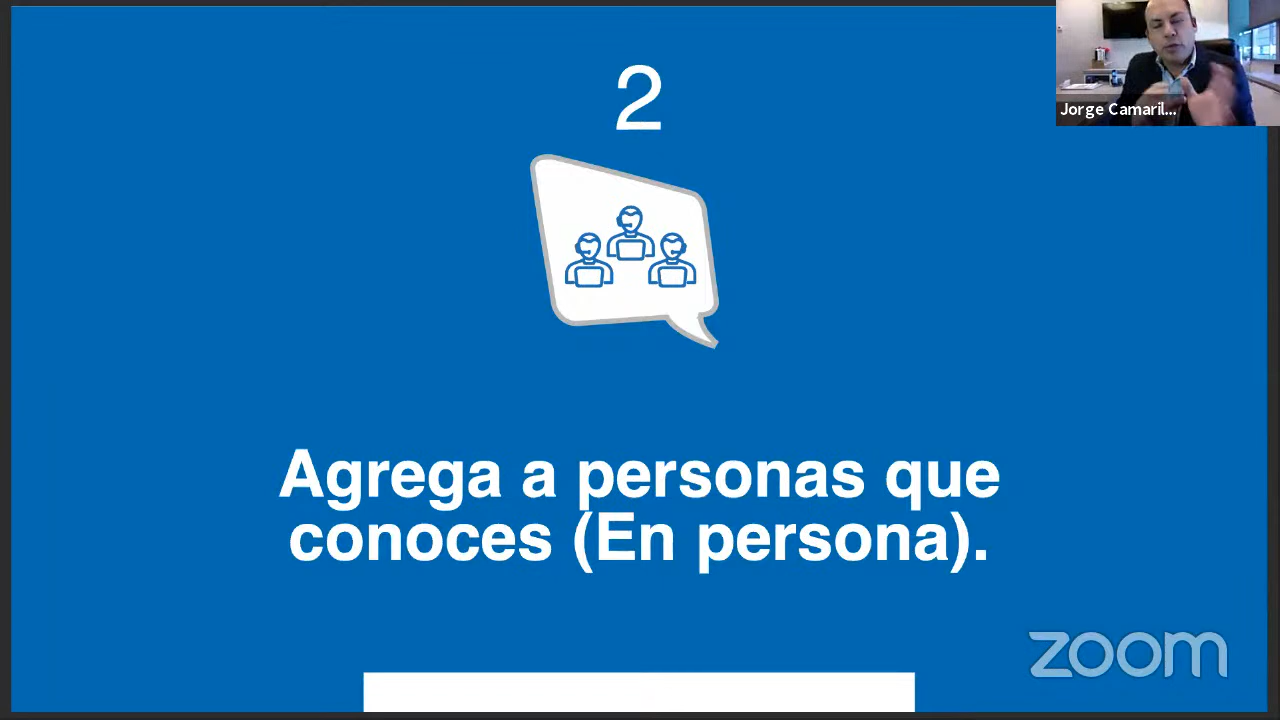 2
Jorge Camaril...
Agrega a personas que
conoces (En persona).
zoom